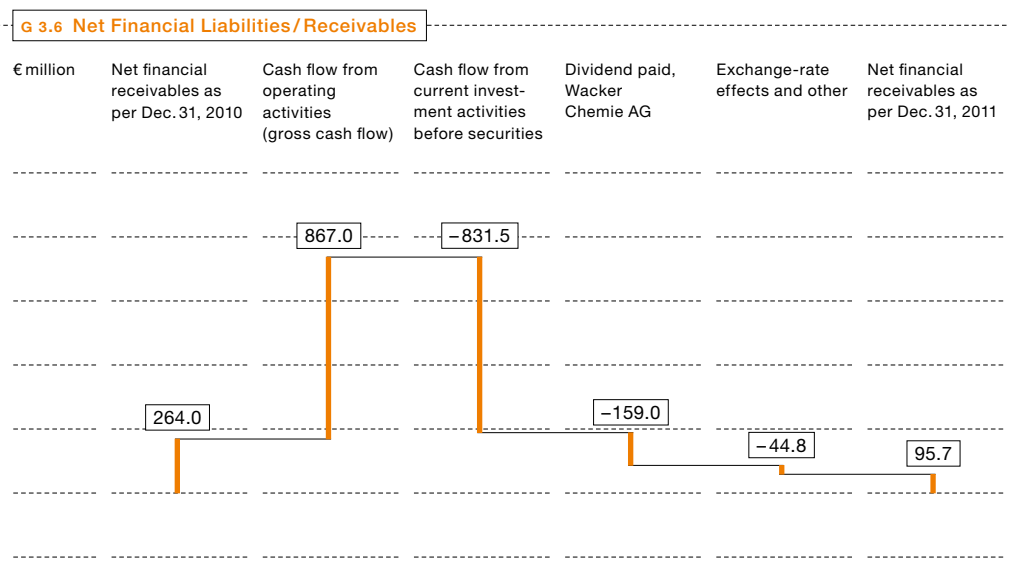 G 3.6 Net Financial Liabilities / Receivables
€ million
Net financial
receivables as
per Dec. 31, 2010
Cash flow from
operating
activities
(gross cash flow)
Cash flow from
current invest-
ment activities
before securities
Dividend paid,
Wacker
Chemie AG
Exchange-rate
effects and other
Net financial
receivables as
per Dec. 31, 2011
867.0
–831.5
264.0
–159.0
–44.8
95.7